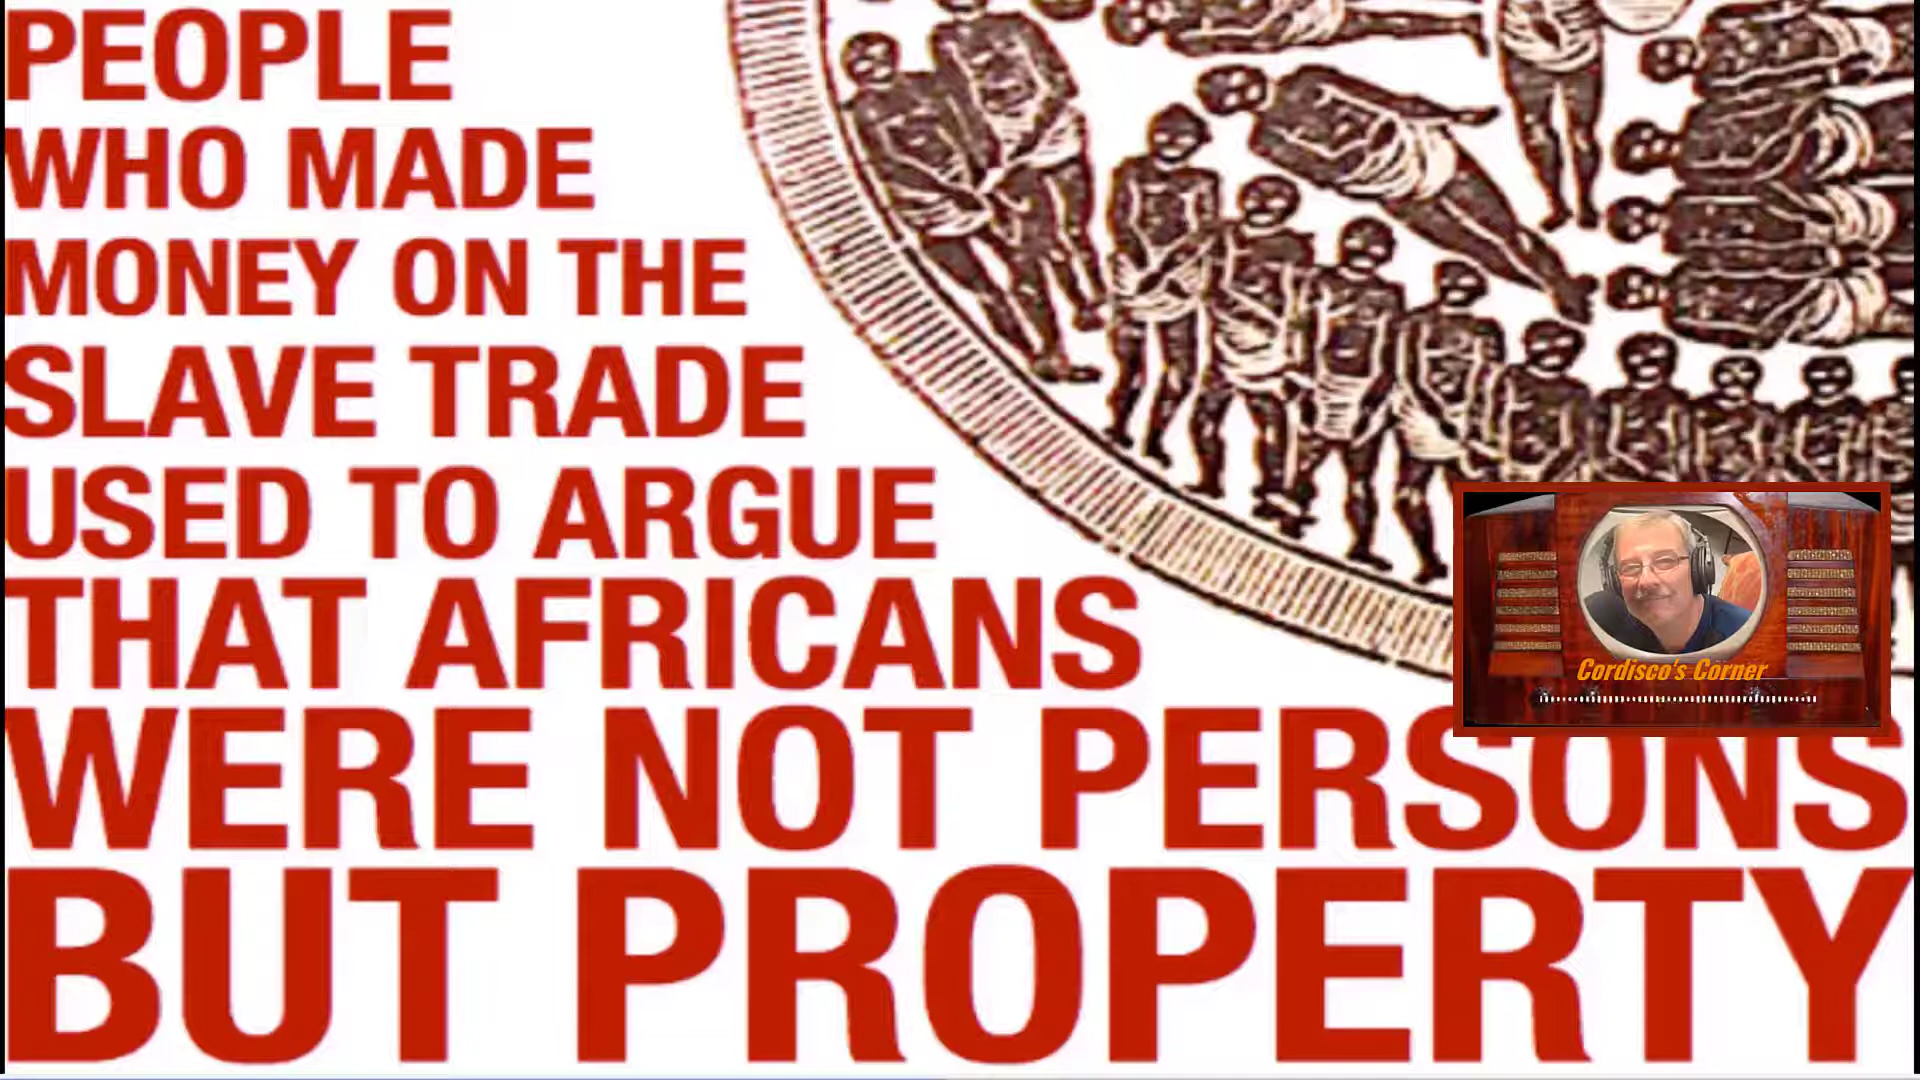 PEOPLE
WHO MADE
MONEY ON THE
SLAVE TRADE
USED TO ARGUE
THAT AFRICANS
WERE NOT PERSONS
BUT PROPERTY
Cordisco's Corner